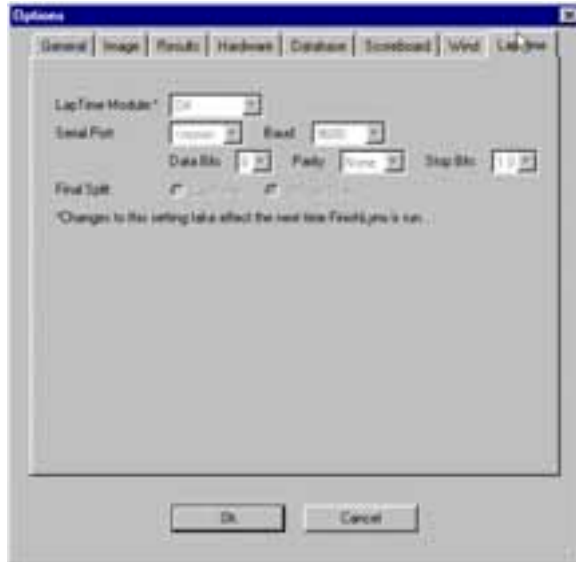 Options
General Image Results Hardware Database Scoreboard Wind LapTime
LapTime Module*
Serial Port Baud 9600
Data Bits 8 Parity None Stop Bits 1.0
Final Split
*Changes to this setting take effect the next time FinishLynx is run.
Ok Cancel